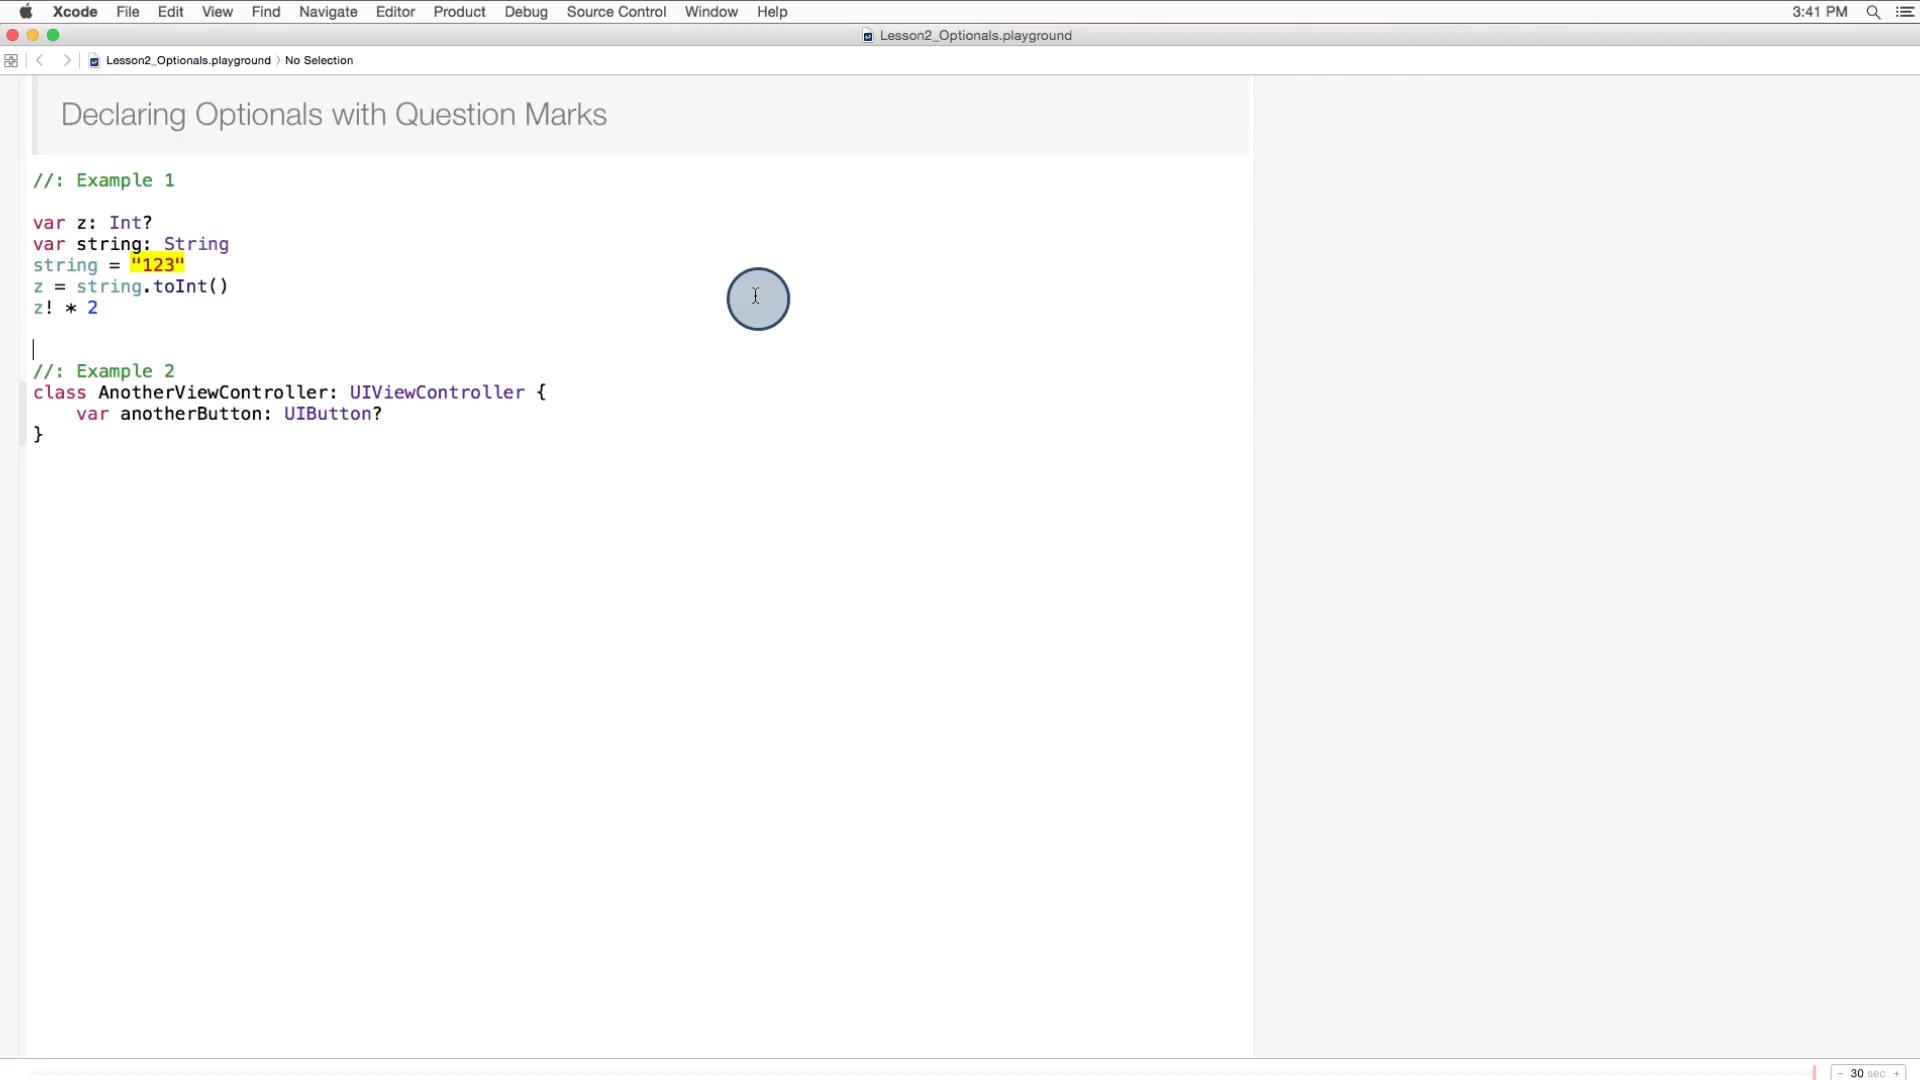 Xcode File Edit View Find Navigate Editor Product Debug Source Control Window Help 3:41 PM
Lesson2_Optionals.playground
Lesson2_Optionals.playground No Selection
Declaring Optionals with Question Marks
//: Example 1
var z: Int?
var string: String
string = "123"
z = string.toInt()
z! * 2
//: Example 2
class AnotherViewController: UIViewController {
var anotherButton: UIButton?
}
- 30 sec +